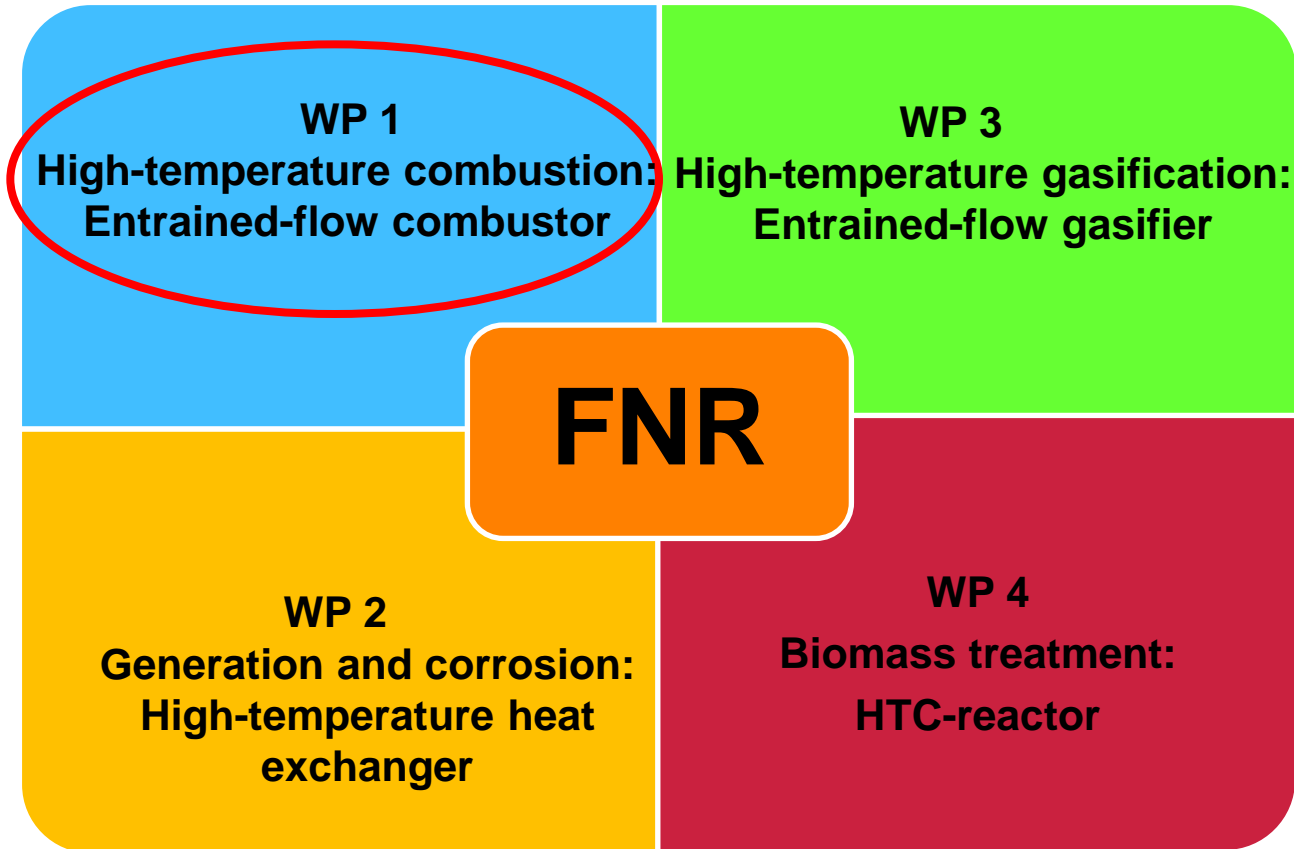 WP 1
High-temperature combustion:
Entrained-flow combustor
WP 3
High-temperature gasification:
Entrained-flow gasifier
FNR
WP 2
Generation and corrosion:
High-temperature heat
exchanger
WP 4
Biomass treatment:
HTC-reactor